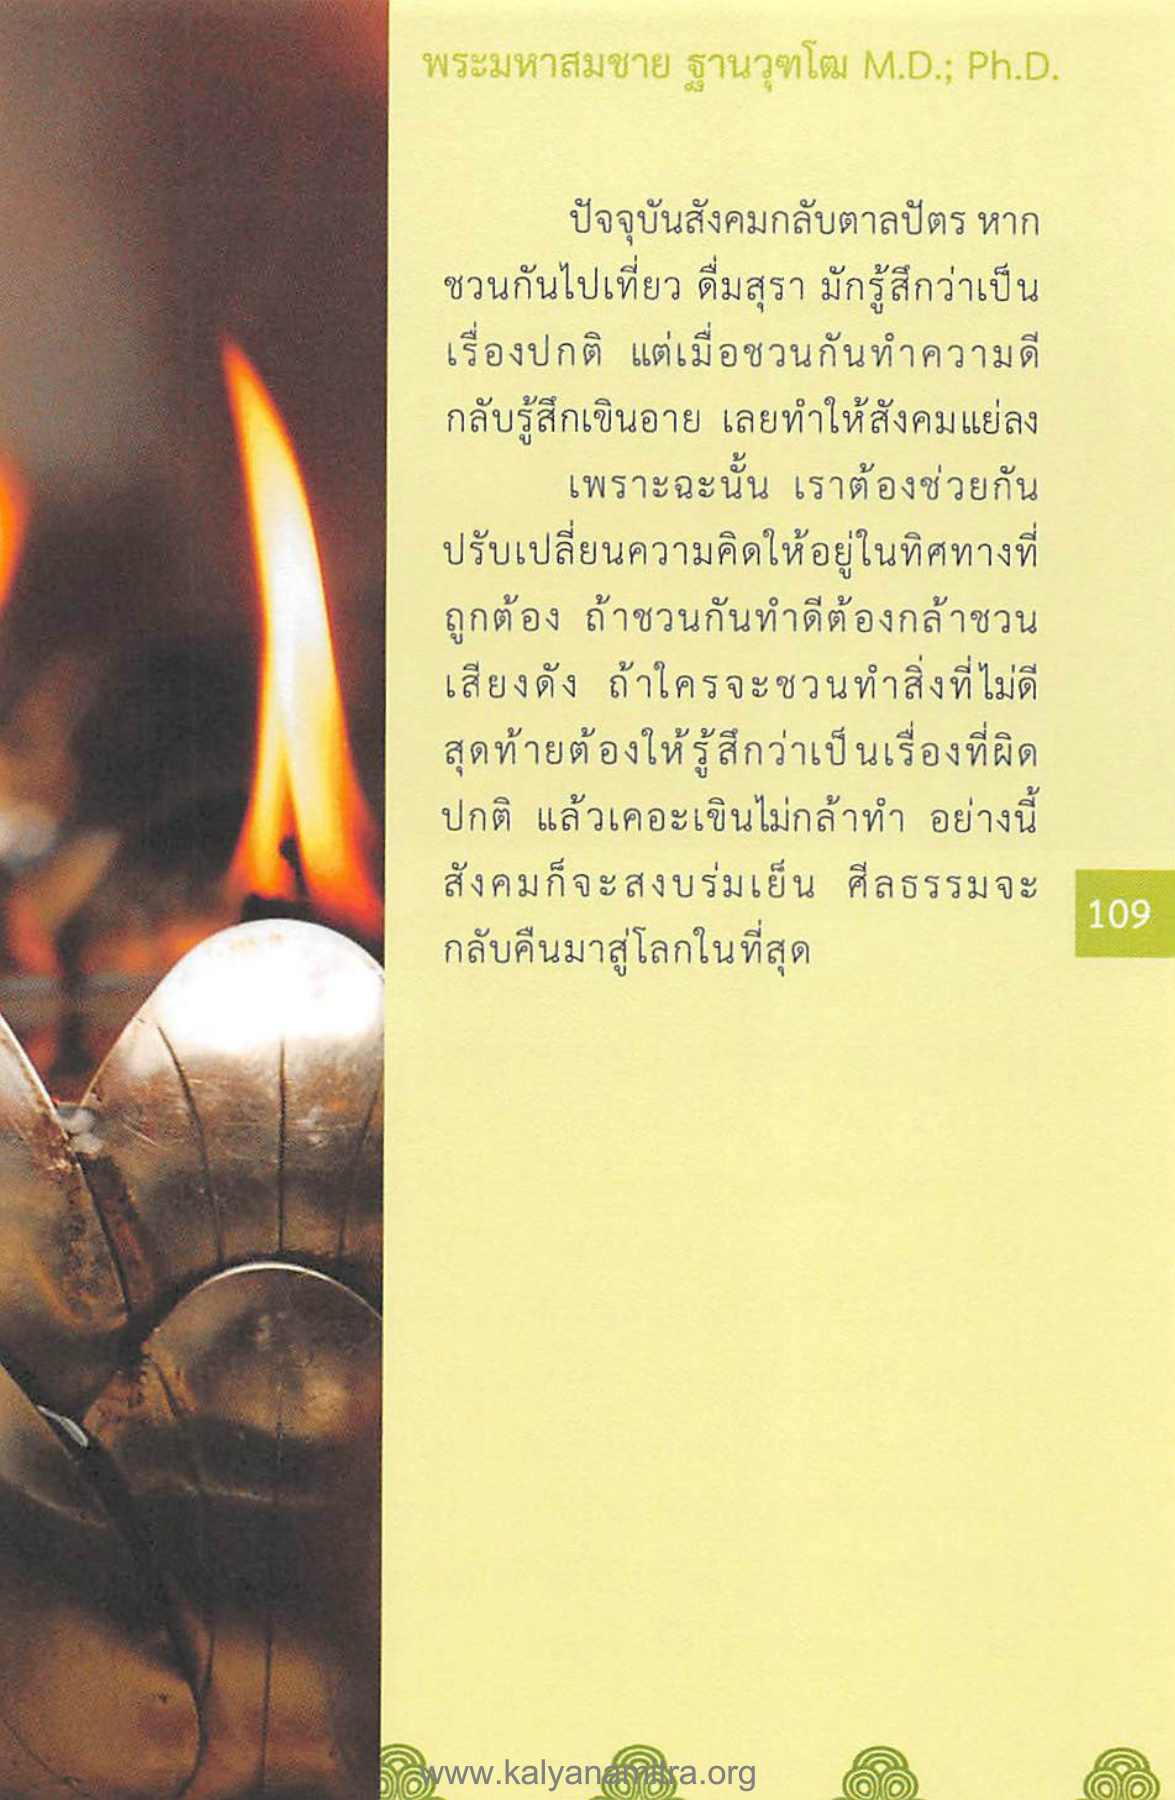 พระมหาสมชาย ฐานวุฑโฒ M.D.; Ph.D.
ปัจจุบันสังคมกลับตาลปัตร หาก
ชวนกันไปเที่ยว ดื่มสุรา มักรู้สึกว่าเป็น
เรื่องปกติ แต่เมื่อชวนกันทำความดี
กลับรู้สึกเขินอาย เลยทำให้สังคมแย่ลง
เพราะฉะนั้น เราต้องช่วยกัน
ปรับเปลี่ยนความคิดให้อยู่ในทิศทางที่
ถูกต้อง ถ้าชวนกันทำดีต้องกล้าชวน
เสียงดัง ถ้าใครจะชวนทำสิ่งที่ไม่ดี
สุดท้ายต้องให้รู้สึกว่าเป็นเรื่องที่ผิด
ปกติ แล้วเคอะเขินไม่กล้าทำ อย่างนี้
สังคมก็จะสงบร่มเย็น ศีลธรรมจะ
กลับคืนมาสู่โลกในที่สุด
109
www.kalyanamitra.org